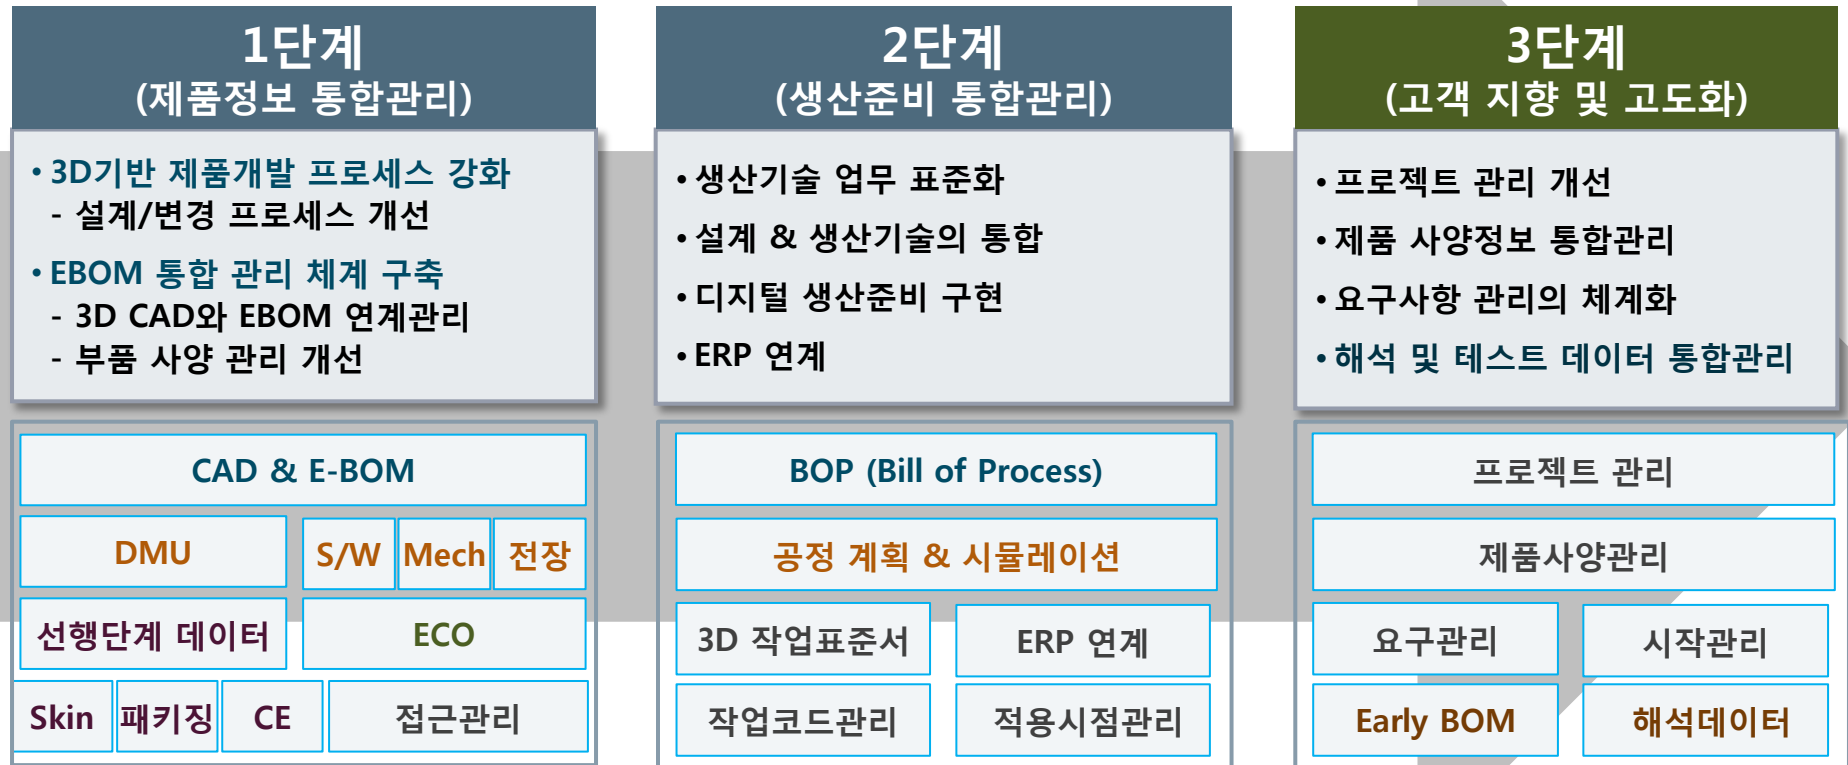 1단계
(제품정보 통합관리)
• 3D기반 제품개발 프로세스 강화
- 설계/변경 프로세스 개선
• EBOM 통합 관리 체계 구축
- 3D CAD와 EBOM 연계관리
- 부품 사양 관리 개선
CAD & E-BOM
DMU
S/W
Mech
전장
선행단계 데이터
ECO
Skin
패키징
CE
접근관리
2단계
(생산준비 통합관리)
• 생산기술 업무 표준화
• 설계 & 생산기술의 통합
• 디지털 생산준비 구현
• ERP 연계
BOP (Bill of Process)
공정 계획 & 시뮬레이션
3D 작업표준서
ERP 연계
작업코드관리
적용시점관리
3단계
(고객 지향 및 고도화)
• 프로젝트 관리 개선
• 제품 사양정보 통합관리
• 요구사항 관리의 체계화
• 해석 및 테스트 데이터 통합관리
프로젝트 관리
제품사양관리
요구관리
시작관리
Early BOM
해석데이터